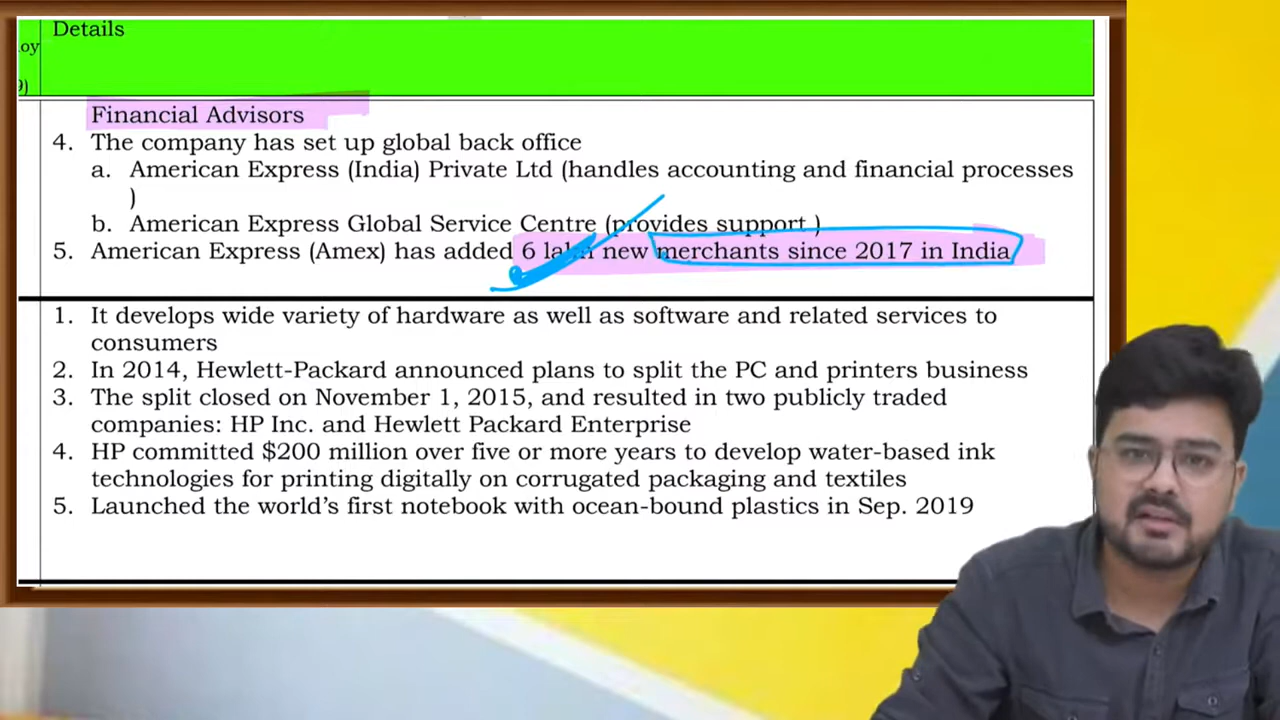 Details
oy
9)
Financial Advisors
4. The company has set up global back office
a. American Express (India) Private Ltd (handles accounting and financial processes
)
b. American Express Global Service Centre (provides support )
5. American Express (Amex) has added 6 lakh new merchants since 2017 in India
1. It develops wide variety of hardware as well as software and related services to
consumers
2. In 2014, Hewlett-Packard announced plans to split the PC and printers business
3. The split closed on November 1, 2015, and resulted in two publicly traded
companies: HP Inc. and Hewlett Packard Enterprise
4. HP committed $200 million over five or more years to develop water-based ink
technologies for printing digitally on corrugated packaging and textiles
5. Launched the world’s first notebook with ocean-bound plastics in Sep. 2019